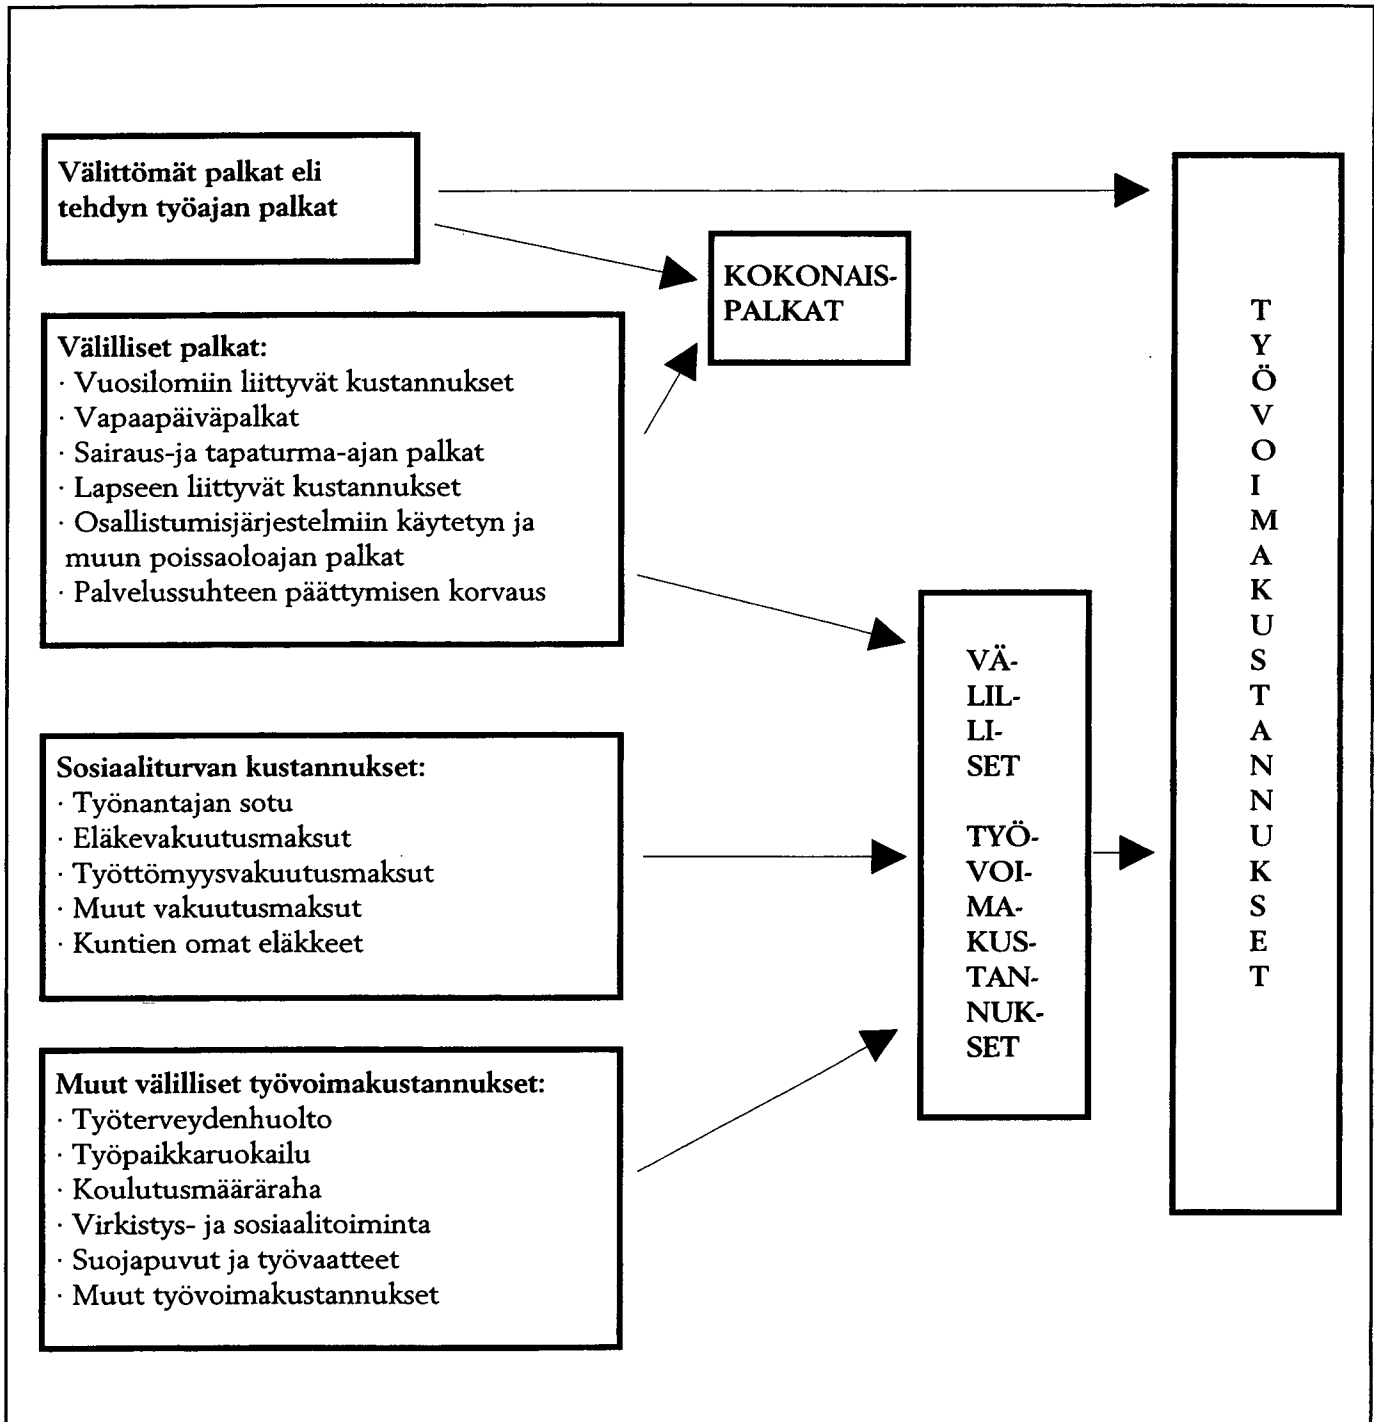 Välittömät palkat eli
tehdyn työajan palkat
KOKONAIS-
PALKAT
Välilliset palkat:
· Vuosilomiin liittyvät kustannukset
· Vapaapäiväpalkat
· Sairaus-ja tapaturma-ajan palkat
· Lapseen liittyvät kustannukset
· Osallistumisjärjestelmiin käytetyn ja
muun poissaoloajan palkat
· Palvelussuhteen päättymisen korvaus
Sosiaaliturvan kustannukset:
· Työnantajan sotu
· Eläkevakuutusmaksut
· Työttömyysvakuutusmaksut
· Muut vakuutusmaksut
· Kuntien omat eläkkeet
Muut välilliset työvoimakustannukset:
· Työterveydenhuolto
· Työpaikkaruokailu
· Koulutusmääräraha
· Virkistys- ja sosiaalitoiminta
· Suojapuvut ja työvaatteet
· Muut työvoimakustannukset
VÄ-
LIL-
LI-
SET
TYÖ-
VOI-
MA-
KUS-
TAN-
NUK-
SET
T
Y
Ö
V
O
I
M
A
K
U
S
T
A
N
N
U
K
S
E
T